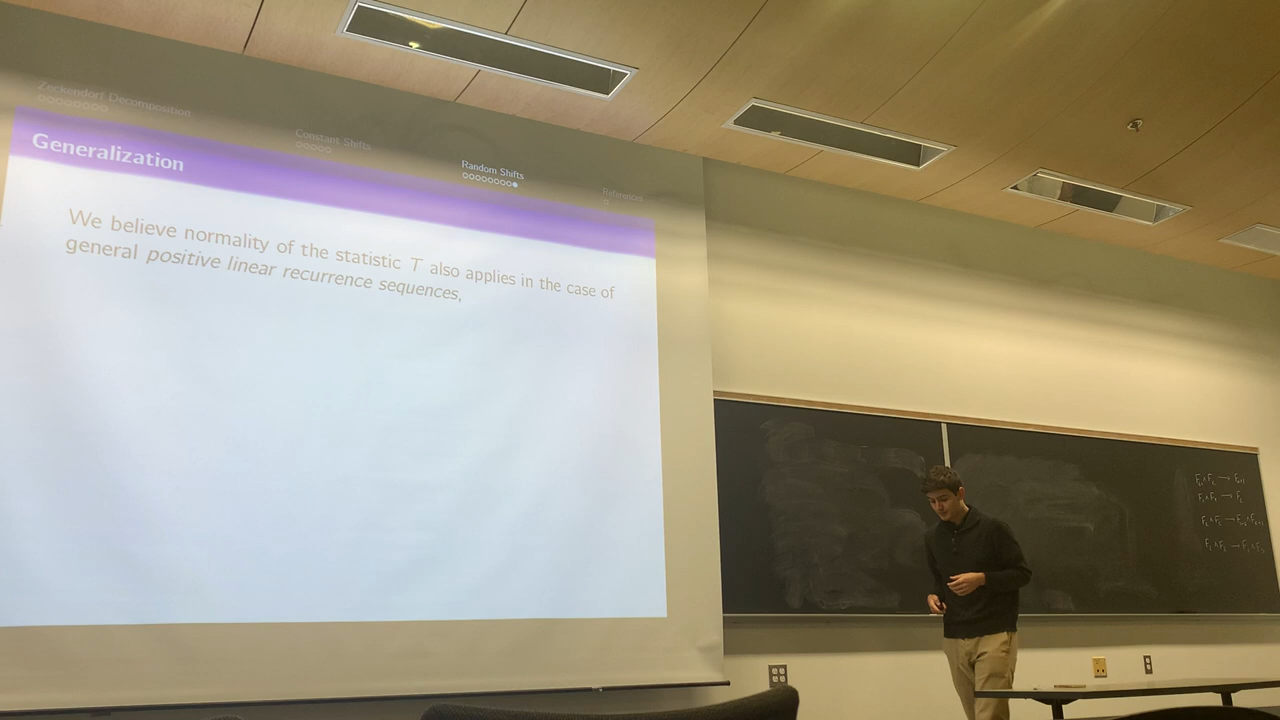 Zeckendorf Decomposition
Constant Shifts
Random Shifts
References
Generalization
We believe normality of the statistic T also applies in the case of
general positive linear recurrence sequences,